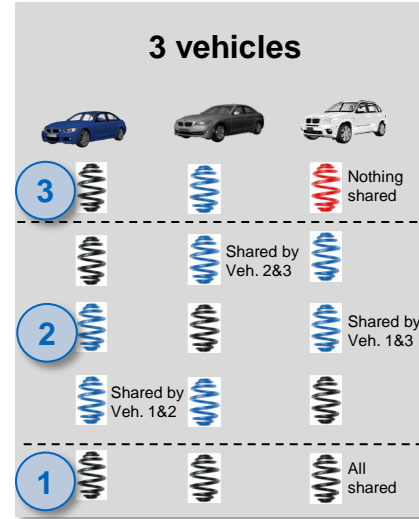 3 vehicles
3
Nothing
shared
Shared by
Veh. 2&3
2
Shared by
Veh. 1&3
Shared by
Veh. 1&2
1
All
shared